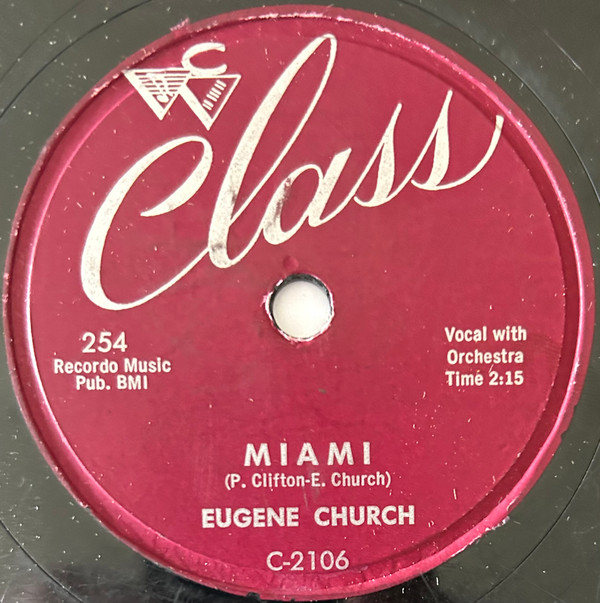 C
Class
254
Recordo Music
Pub. BMI
Vocal with
Orchestra
Time 2:15
MIAMI
(P. Clifton-E. Church)
EUGENE CHURCH
C-2106